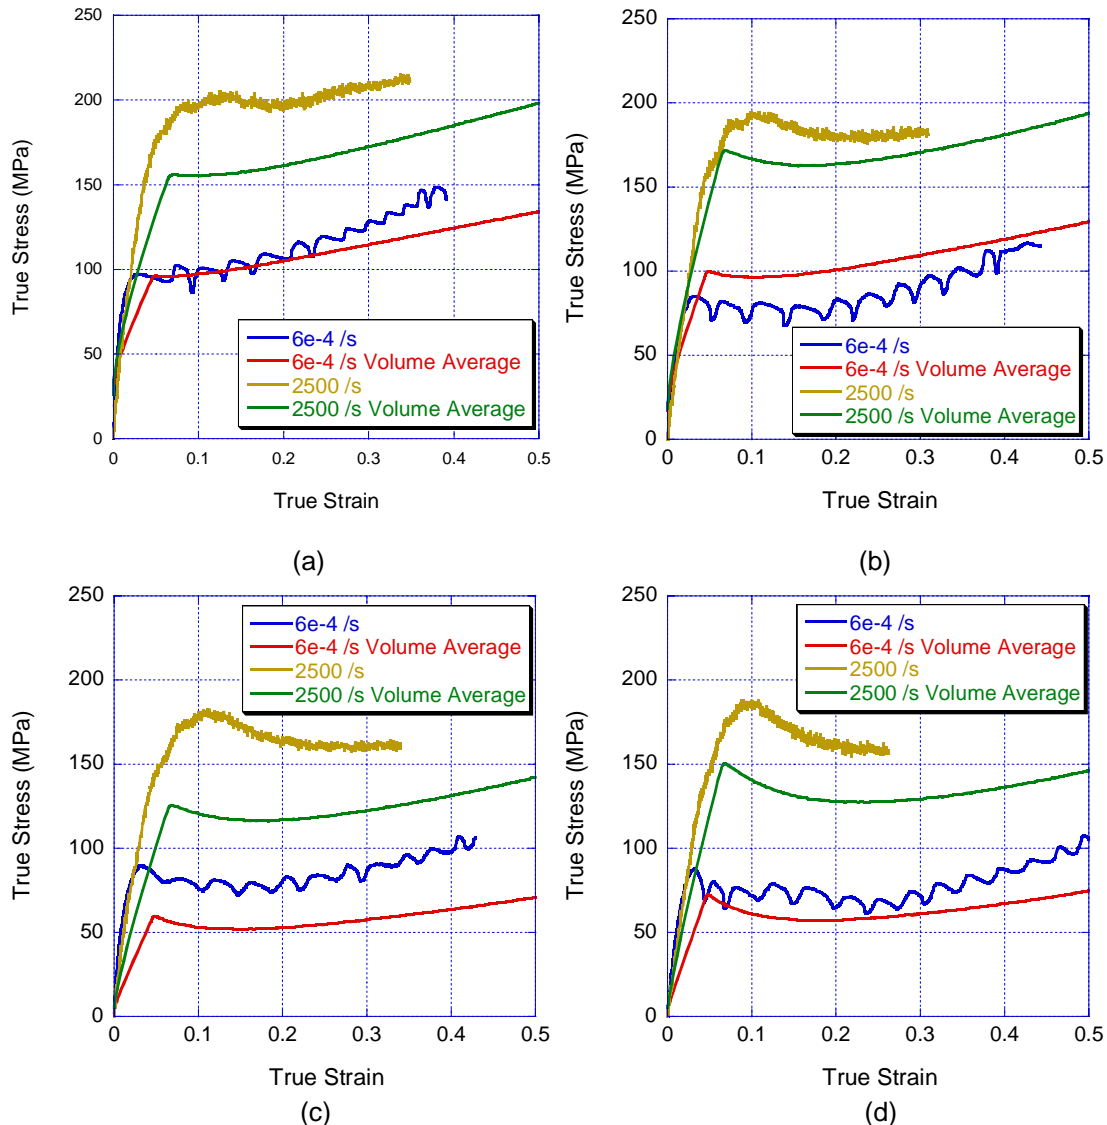 250
200
150
100
50
0
True Stress (MPa)
6e-4 /s
6e-4 /s Volume Average
2500 /s
2500 /s Volume Average
0 0.1 0.2 0.3 0.4 0.5
True Strain
(a)
250
200
150
100
50
0
True Stress (MPa)
6e-4 /s
6e-4 /s Volume Average
2500 /s
2500 /s Volume Average
0 0.1 0.2 0.3 0.4 0.5
True Strain
(b)
250
200
150
100
50
0
True Stress (MPa)
6e-4 /s
6e-4 /s Volume Average
2500 /s
2500 /s Volume Average
0 0.1 0.2 0.3 0.4 0.5
True Strain
(c)
250
200
150
100
50
0
True Stress (MPa)
6e-4 /s
6e-4 /s Volume Average
2500 /s
2500 /s Volume Average
0 0.1 0.2 0.3 0.4 0.5
True Strain
(d)